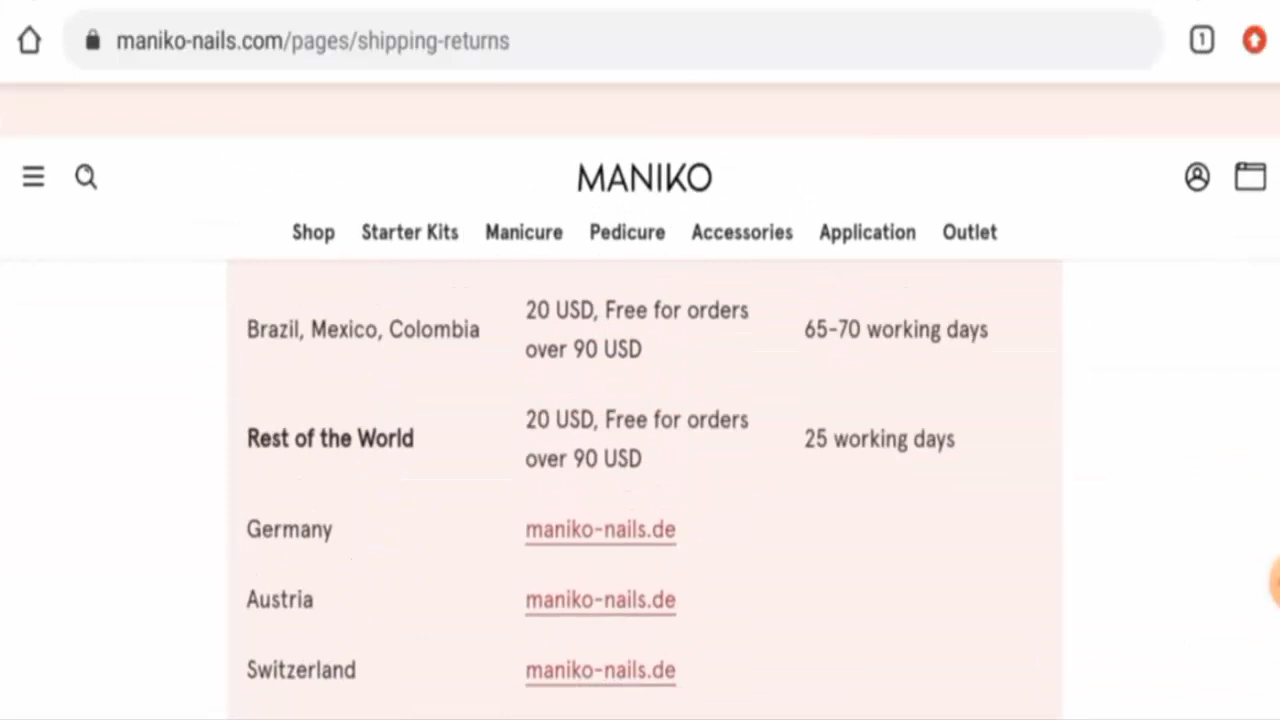 maniko-nails.com/pages/shipping-returns
1
MANIKO
Shop Starter Kits Manicure Pedicure Accessories Application Outlet
Brazil, Mexico, Colombia
20 USD, Free for orders
over 90 USD
65-70 working days
Rest of the World
20 USD, Free for orders
over 90 USD
25 working days
Germany maniko-nails.de
Austria maniko-nails.de
Switzerland maniko-nails.de